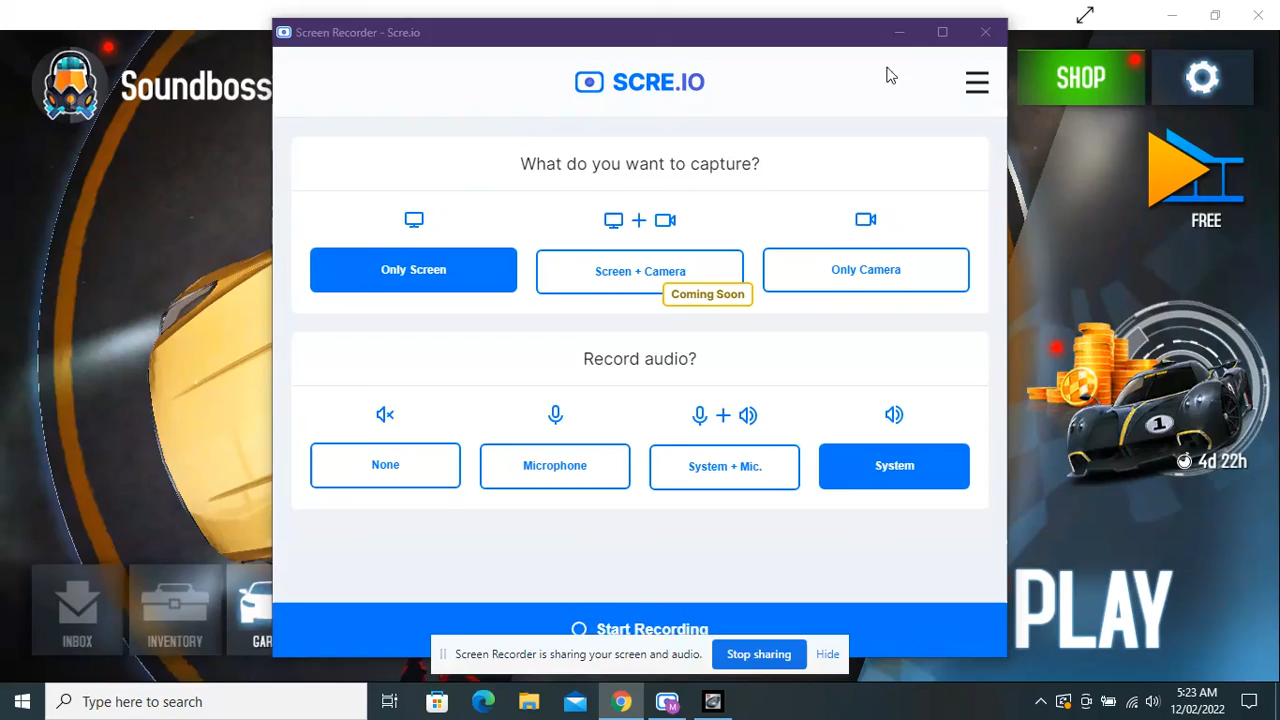 Screen Recorder - Scre.io
Soundboss
SCRE.IO
SHOP
What do you want to capture?
FREE
Only Screen
Screen + Camera
Only Camera
Coming Soon
Record audio?
None
Microphone
System + Mic.
System
1
4d 22h
INBOX
INVENTORY
GAR
PLAY
Start Recording
Screen Recorder is sharing your screen and audio.
Stop sharing
Hide
Type here to search
M
5:23 AM
12/02/2022